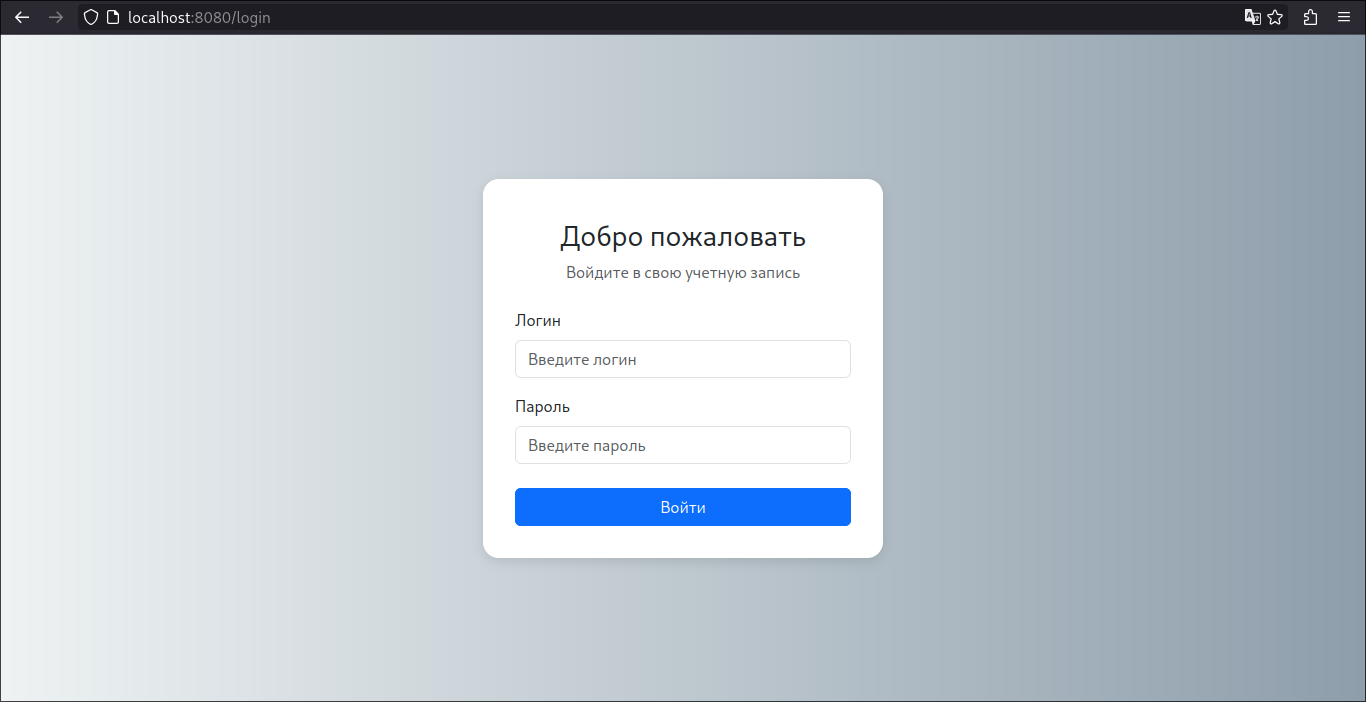 localhost:8080/login
Добро пожаловать
Войдите в свою учетную запись
Логин
Введите логин
Пароль
Введите пароль
Войти